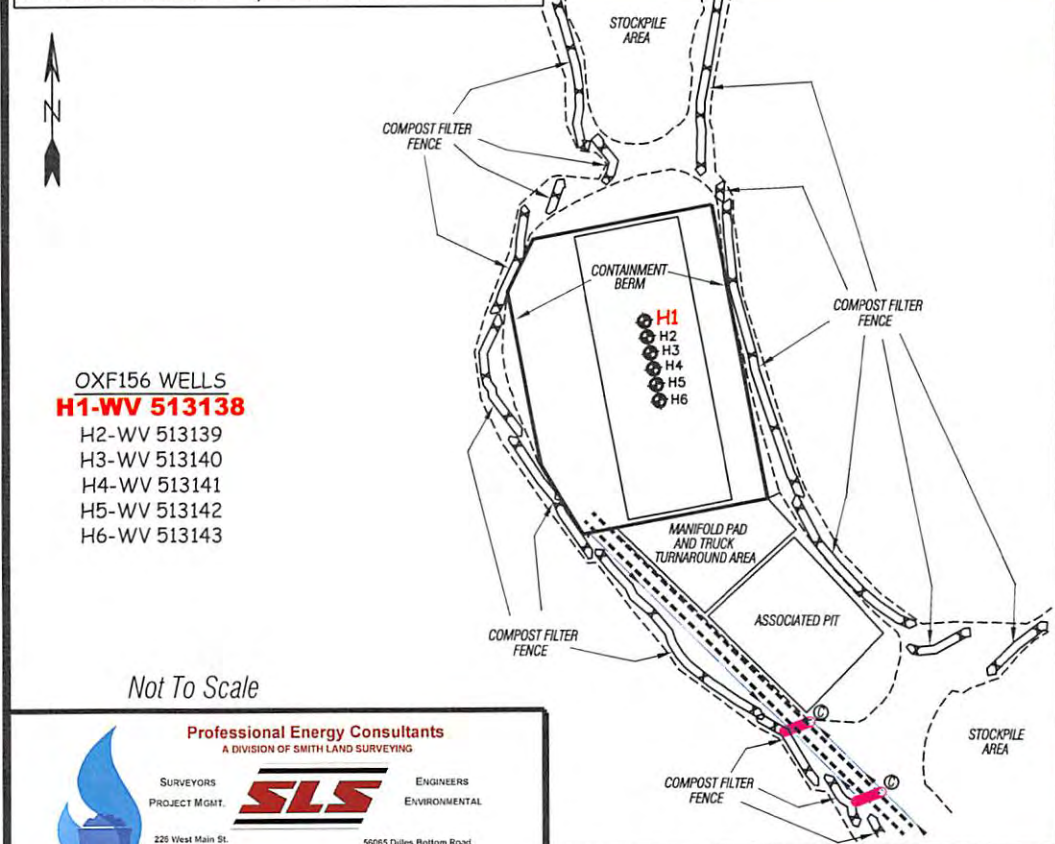 STOCKPILE
AREA
N
COMPOST FILTER
FENCE
CONTAINMENT
BERM
COMPOST FILTER
FENCE
H1
H2
H3
H4
H5
H6
OXF156 WELLS
H1-WV 513138
H2-WV 513139
H3-WV 513140
H4-WV 513141
H5-WV 513142
H6-WV 513143
MANIFOLD PAD
AND TRUCK
TURNAROUND AREA
ASSOCIATED PIT
COMPOST FILTER
FENCE
Not To Scale
C
STOCKPILE
AREA
COMPOST FILTER
FENCE
C
Professional Energy Consultants
A DIVISION OF SMITH LAND SURVEYING
SURVEYORS
PROJECT MGMT.
SLS
ENGINEERS
ENVIRONMENTAL
226 West Main St.
56065 Dilles Bottom Road